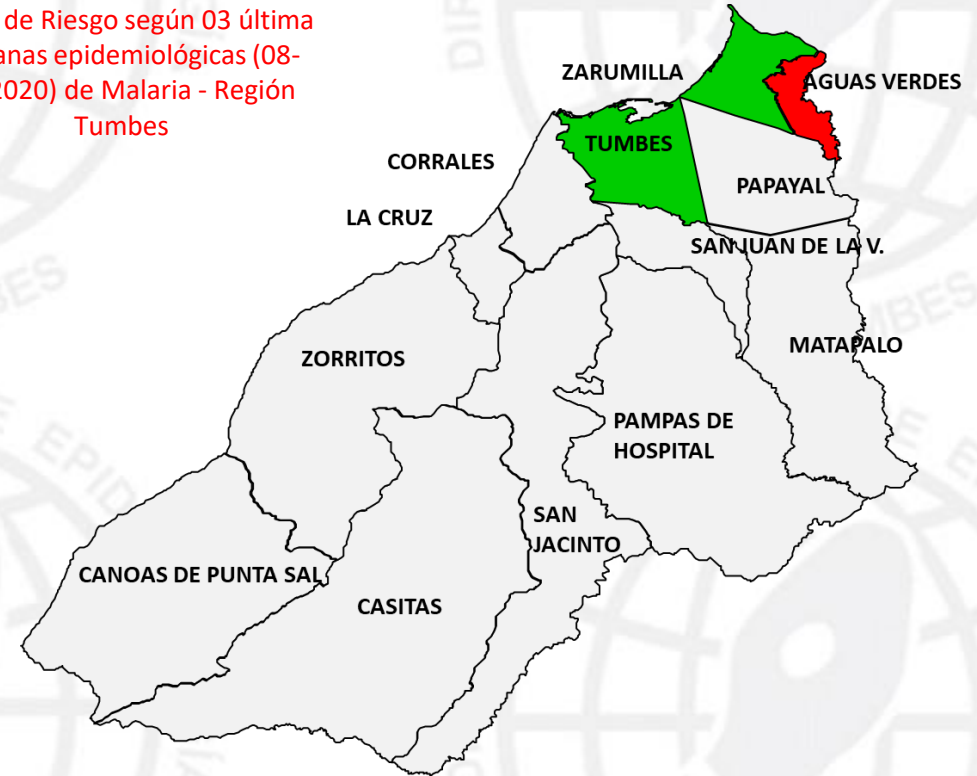 de Riesgo según 03 última
anas epidemiológicas (08-
2020) de Malaria - Región
Tumbes
ZARUMILLA
AGUAS VERDES
TUMBES
CORRALES
PAPAYAL
LA CRUZ
SAN JUAN DE LA V.
MATAPALO
ZORRITOS
PAMPAS DE
HOSPITAL
SAN
JACINTO
CANOAS DE PUNTA SAL
CASITAS